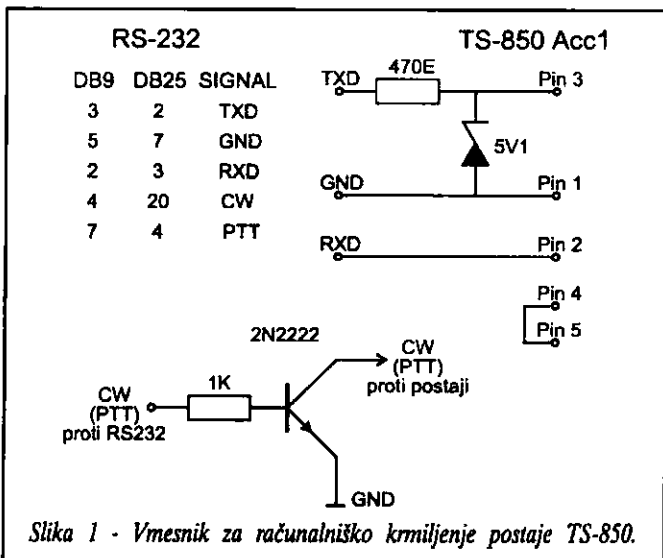 RS-232
TS-850 Acc1
DB9 DB25 SIGNAL
3 2 TXD
5 7 GND
2 3 RXD
4 20 CW
7 4 PTT
TXD
470E
Pin 3
5V1
GND
Pin 1
RXD
Pin 2
Pin 4
Pin 5
2N2222
CW
(PTT)
proti postaji
1K
CW
(PTT)
proti RS232
GND
Slika 1 - Vmesnik za računalniško krmiljenje postaje TS-850.